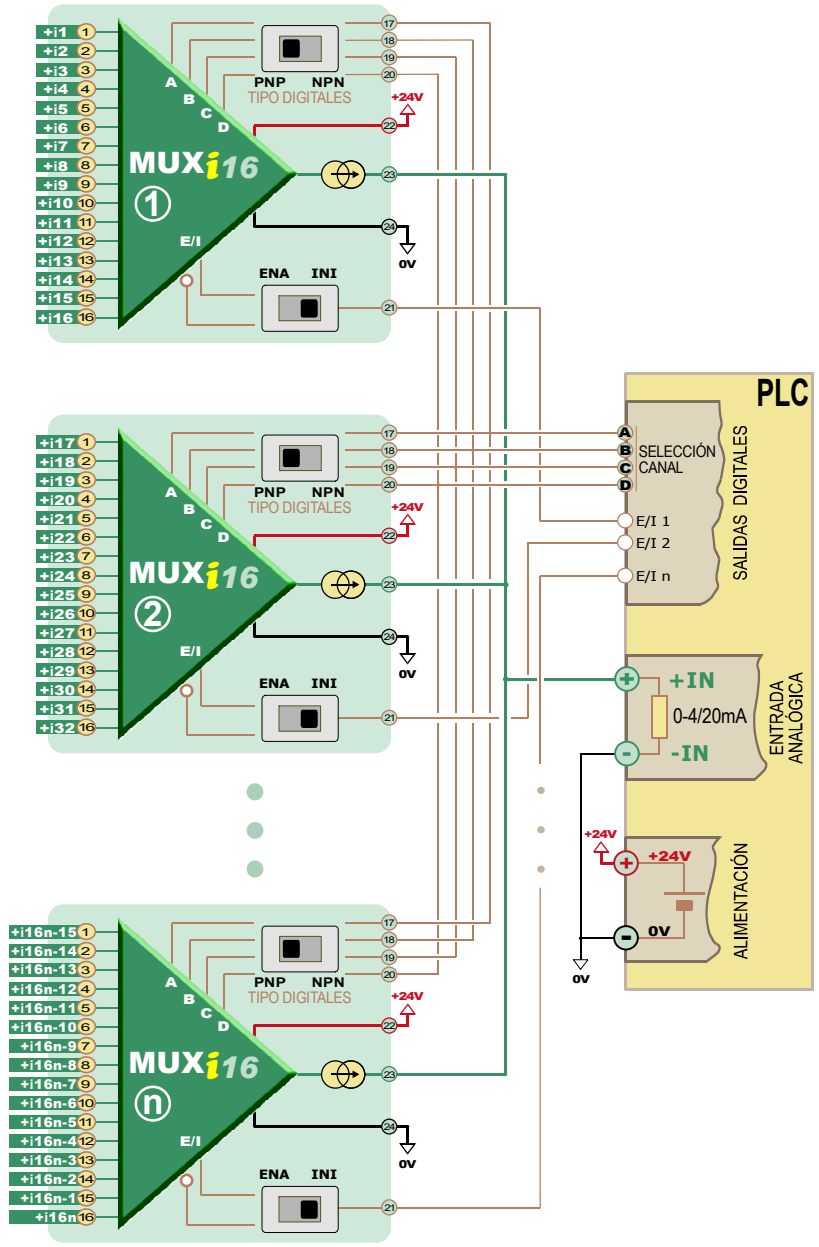 +i1 1
+i2 2
+i3 3
+i4 4
+i5 5
+i6 6
+i7 7
+i8 8
+i9 9
+i10 10
+i11 11
+i12 12
+i13 13
+i14 14
+i15 15
+i16 16
A
B
C
D
MUXi16
1
E/I
PNP NPN
TIPO DIGITALES
ENA INI
17
18
19
20
+24V
22
23
24
0V
21
+i17 1
+i18 2
+i19 3
+i20 4
+i21 5
+i22 6
+i23 7
+i24 8
+i25 9
+i26 10
+i27 11
+i28 12
+i29 13
+i30 14
+i31 15
+i32 16
A
B
C
D
MUXi16
2
E/I
PNP NPN
TIPO DIGITALES
ENA INI
17
18
19
20
+24V
22
23
24
0V
21
+i16n-15 1
+i16n-14 2
+i16n-13 3
+i16n-12 4
+i16n-11 5
+i16n-10 6
+i16n-9 7
+i16n-8 8
+i16n-7 9
+i16n-6 10
+i16n-5 11
+i16n-4 12
+i16n-3 13
+i16n-2 14
+i16n-1 15
+i16n 16
A
B
C
D
MUXi16
n
E/I
PNP NPN
TIPO DIGITALES
ENA INI
17
18
19
20
+24V
22
23
24
0V
21
PLC
A
B
C
D
SELECCIÓN
CANAL
E/I 1
E/I 2
E/I n
SALIDAS DIGITALES
+ +IN
0-4/20mA
- -IN
ENTRADA
ANALÓGICA
+24V
+ +24V
- 0V
0V
ALIMENTACIÓN